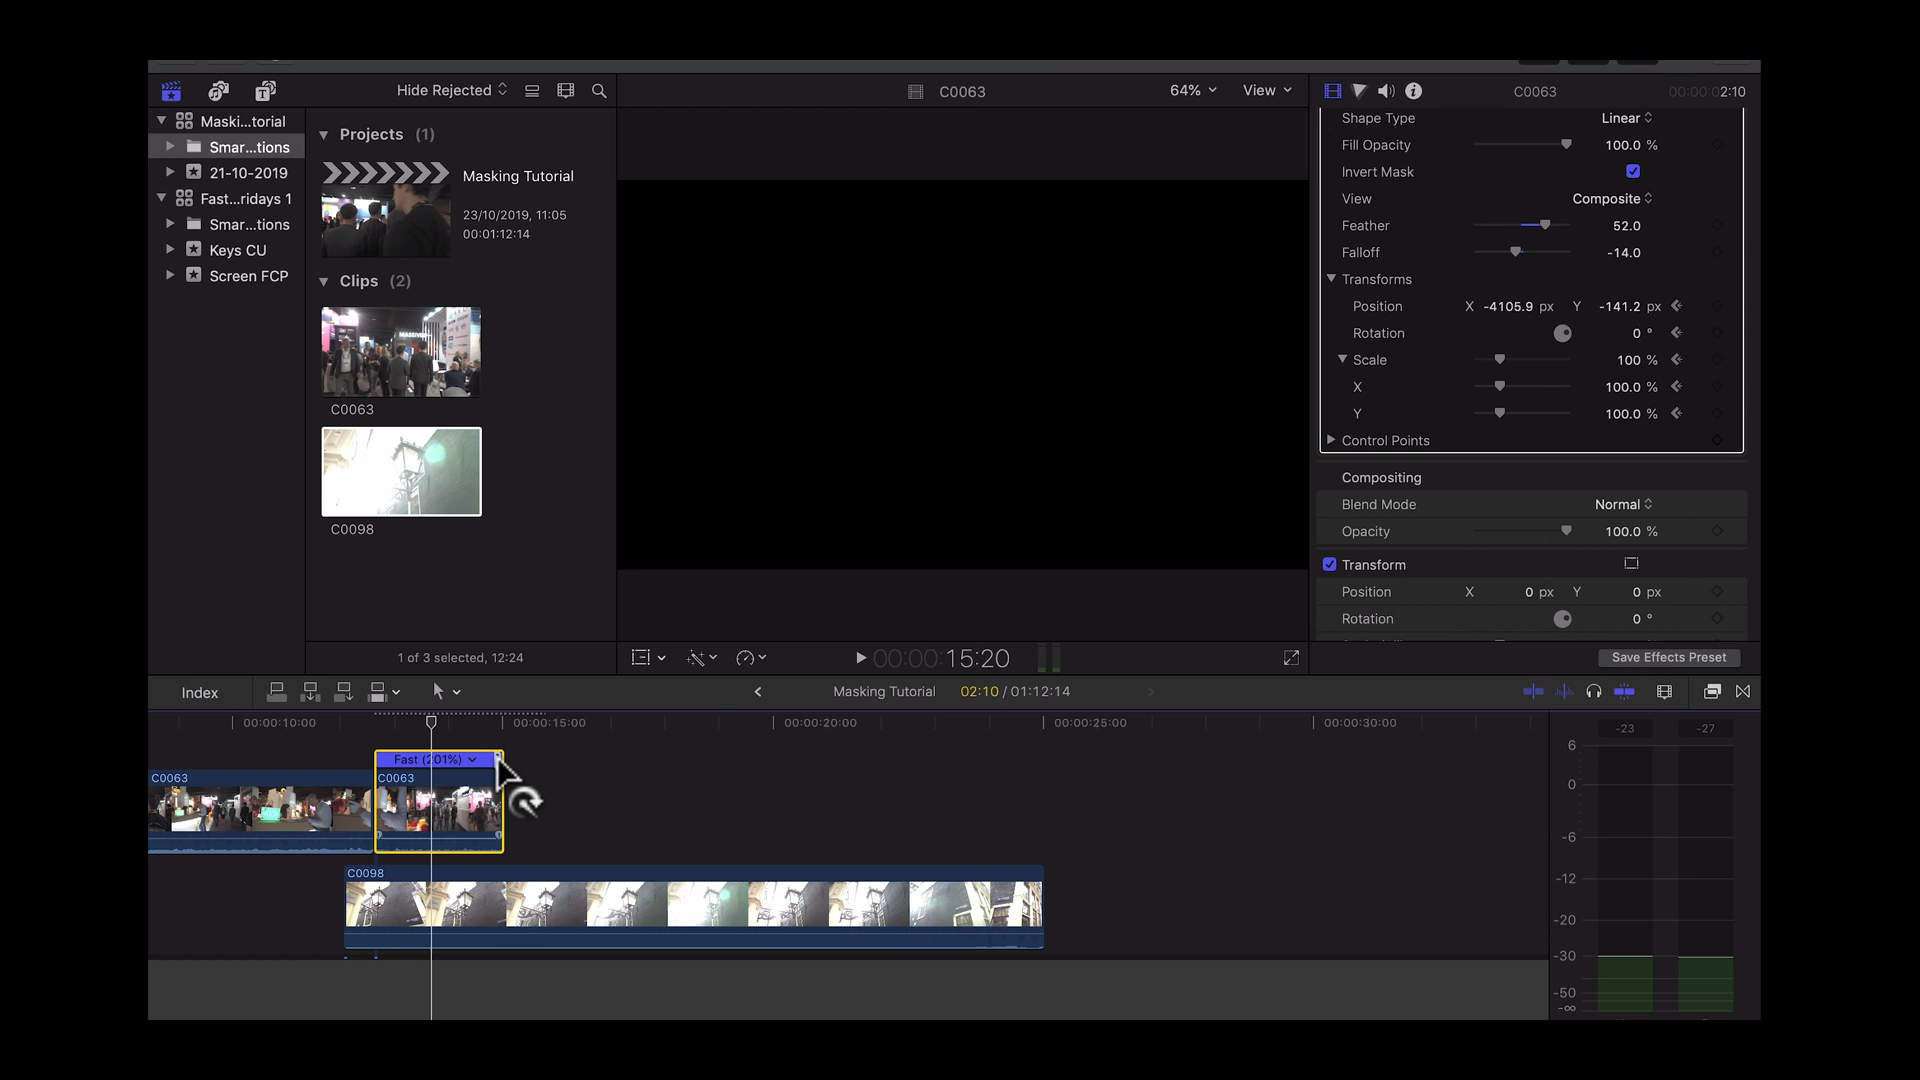 Hide Rejected
C0063
64%
View
C0063
00:00:02:10
Maski...torial
Smar...tions
21-10-2019
Fast...ridays 1
Smar...tions
Keys CU
Screen FCP
Projects (1)
Masking Tutorial
23/10/2019, 11:05
00:01:12:14
Clips (2)
C0063
C0098
1 of 3 selected, 12:24
Shape Type Linear
Fill Opacity 100.0 %
Invert Mask
View Composite
Feather 52.0
Falloff -14.0
Transforms
Position X -4105.9 px Y -141.2 px
Rotation 0 °
Scale 100 %
X 100.0 %
Y 100.0 %
Control Points
Compositing
Blend Mode Normal
Opacity 100.0 %
Transform
Position X 0 px Y 0 px
Rotation 0 °
00:00:15:20
Save Effects Preset
Index
Masking Tutorial 02:10 / 01:12:14
00:00:10:00
00:00:15:00
00:00:20:00
00:00:25:00
00:00:30:00
Fast (201%)
C0063
C0063
C0098
-23 -27
6
0
-6
-12
-20
-30
-50
-∞